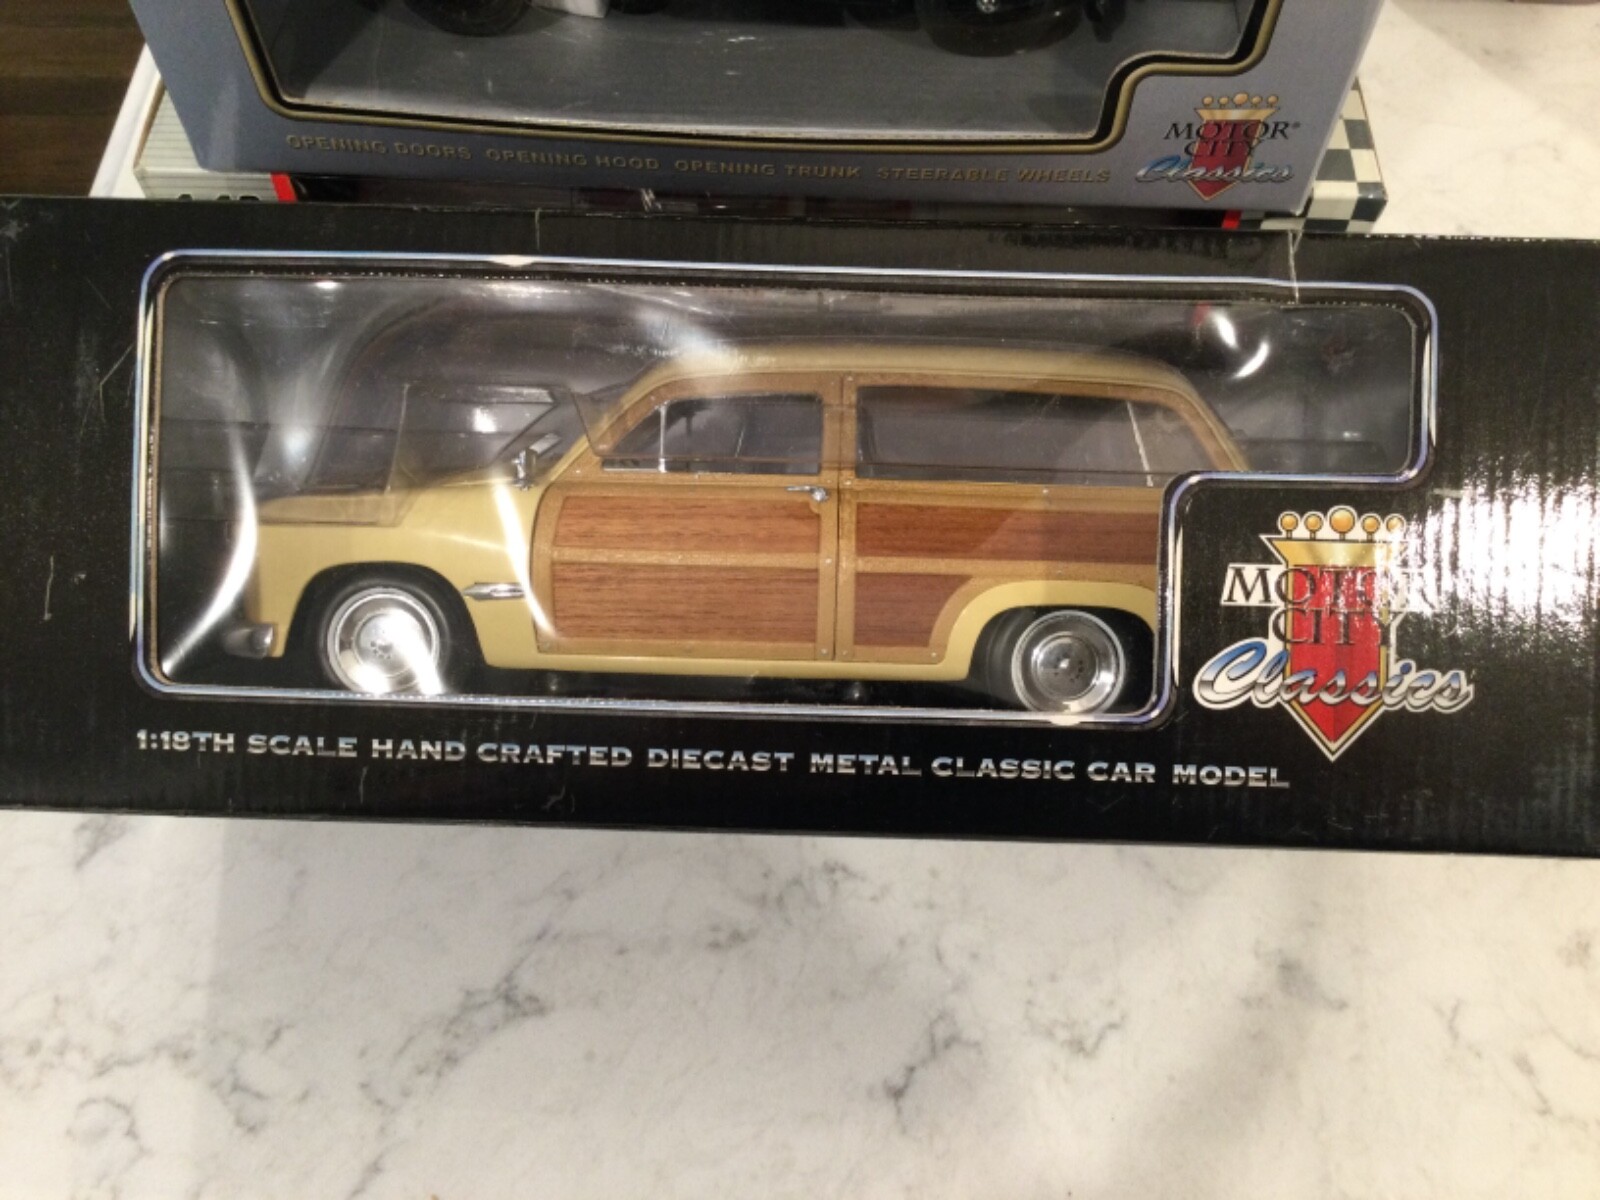 OPENING DOORS OPENING HOOD OPENING TRUNK STEERABLE WHEELS
MOTOR®
CITY
Classics
MOTOR
CITY
Classics
1:18TH SCALE HAND CRAFTED DIECAST METAL CLASSIC CAR MODEL